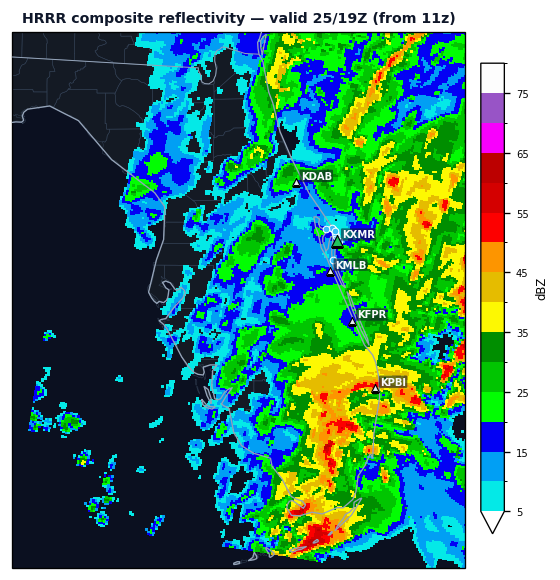 HRRR composite reflectivity — valid 25/19Z (from 11z)
KDAB
KXMR
KMLB
KFPR
KPBI
75
65
55
45
35
25
15
5
dBZ